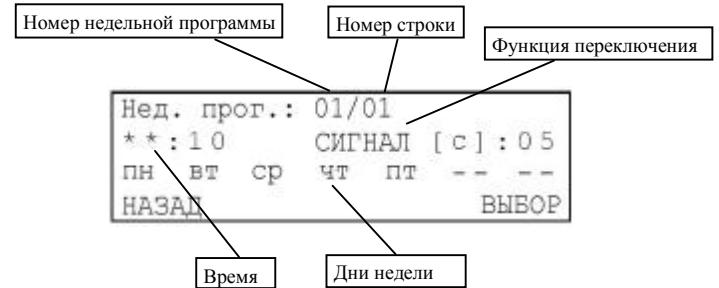 Номер недельной программы
Номер строки
Функция переключения
Нед. прог.: 01/01
**:10 СИГНАЛ [с]:05
пн вт ср чт пт -- --
НАЗАД ВЫБОР
Время
Дни недели